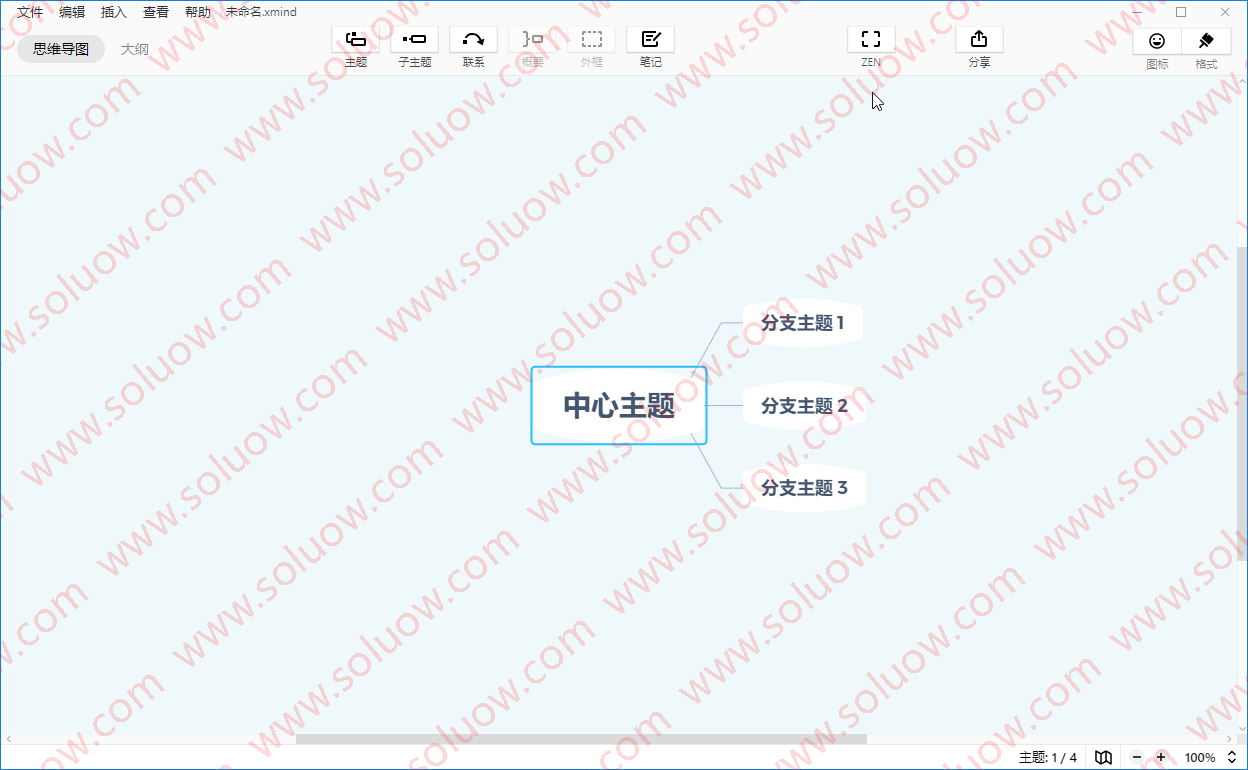 文件 编辑 插入 查看 帮助 未命名.xmind
思维导图 大纲
主题 子主题 联系 概要 外框 笔记 ZEN 分享 图标 格式
分支主题 1
中心主题 分支主题 2
分支主题 3
主题: 1 / 4 100%
www.soluow.com